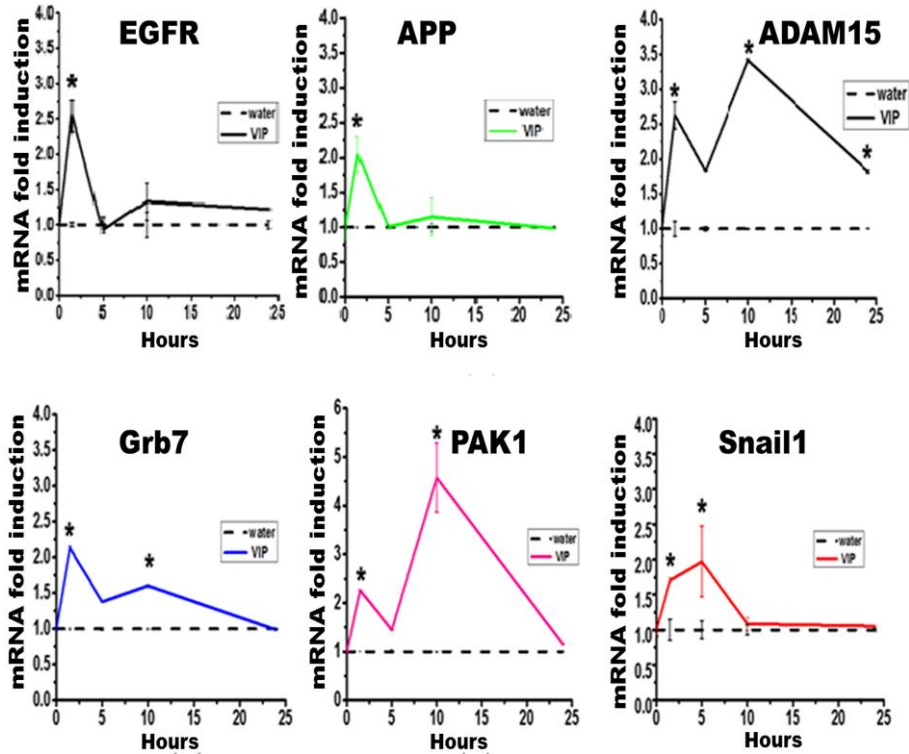 EGFR
APP
ADAM15
mRNA fold induction
4.0
3.5
3.0
2.5
2.0
1.5
1.0
0.5
0.0
*
water
VIP
0 5 10 15 20 25
Hours
mRNA fold induction
4.0
3.5
3.0
2.5
2.0
1.5
1.0
0.5
0.0
*
water
VIP
0 5 10 15 20 25
Hours
mRNA fold induction
4.0
3.5
3.0
2.5
2.0
1.5
1.0
0.5
0.0
* * *
water
VIP
0 5 10 15 20 25
Hours
Grb7
PAK1
Snail1
mRNA fold induction
4.0
3.5
3.0
2.5
2.0
1.5
1.0
0.5
0.0
* *
water
VIP
0 5 10 15 20 25
Hours
mRNA fold induction
6
5
4
3
2
1
0
* *
water
VIP
0 5 10 15 20 25
Hours
mRNA fold induction
4.0
3.5
3.0
2.5
2.0
1.5
1.0
0.5
0.0
* *
water
VIP
0 5 10 15 20 25
Hours